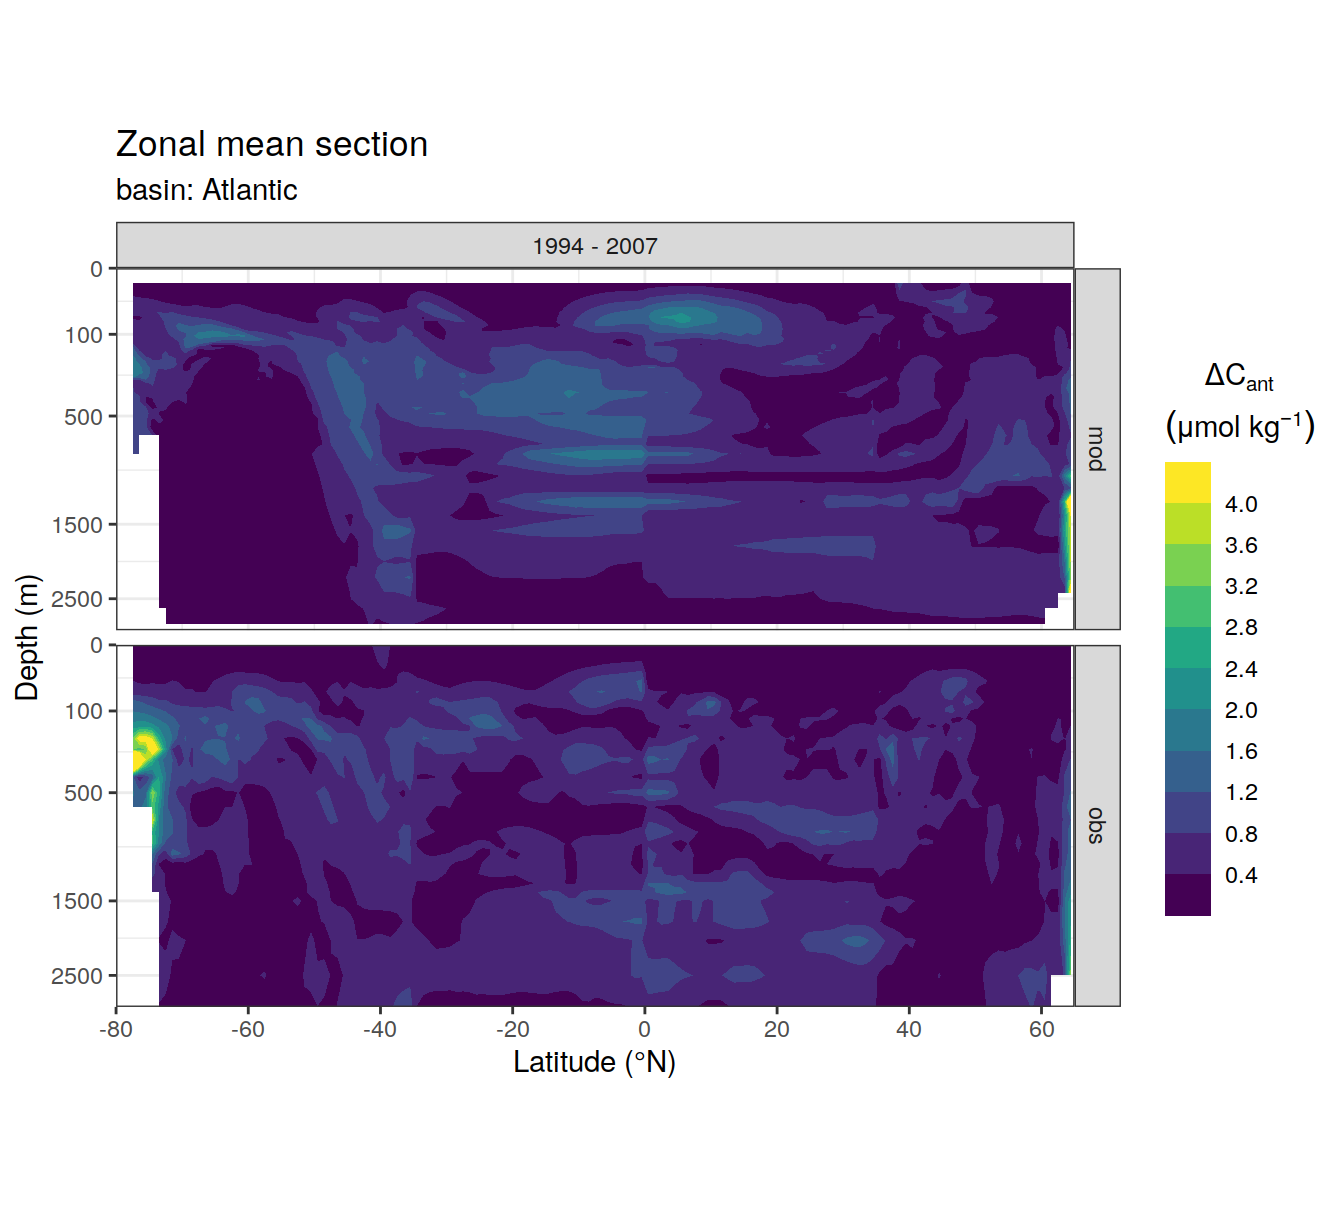 Zonal mean section
basin: Atlantic
1994 - 2007
0
100
500
1500
2500
mod
0
100
500
1500
2500
obs
Depth (m)
-80 -60 -40 -20 0 20 40 60
Latitude (°N)
ΔCant
(μmol kg⁻¹)
4.0
3.6
3.2
2.8
2.4
2.0
1.6
1.2
0.8
0.4